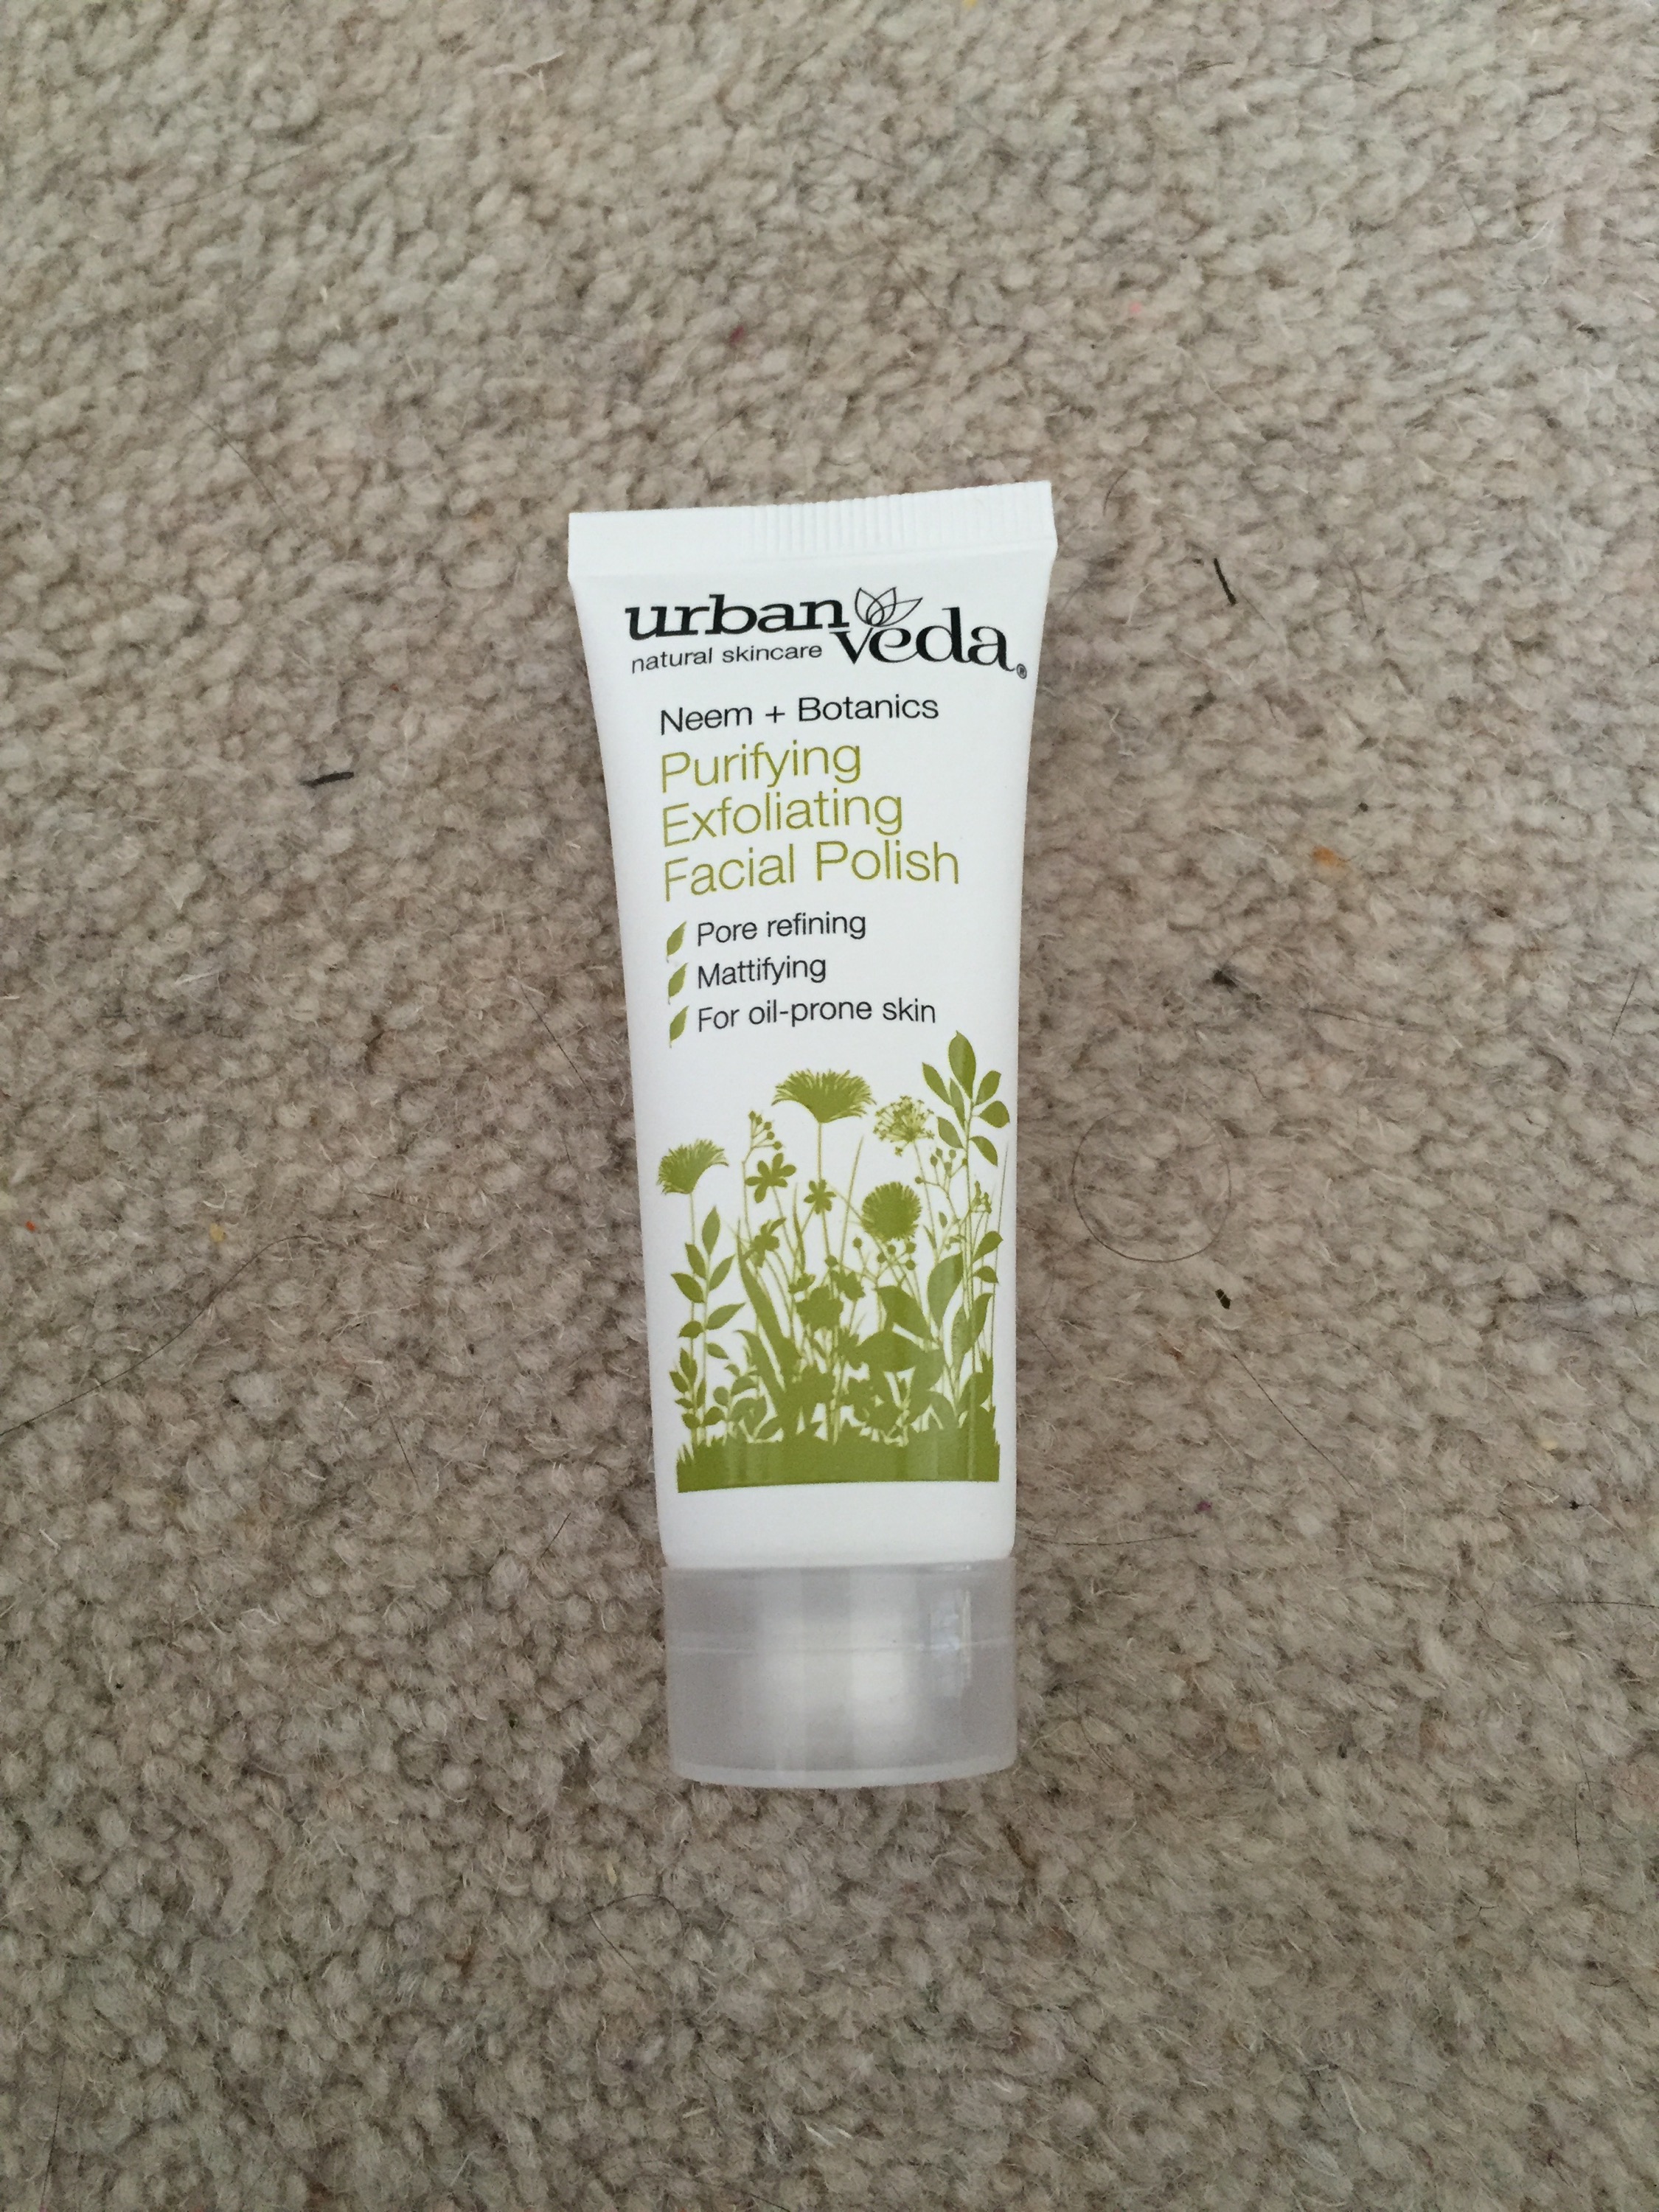 urban
natural skincare veda®
Neem + Botanics
Purifying
Exfoliating
Facial Polish
Pore refining
Mattifying
For oil-prone skin